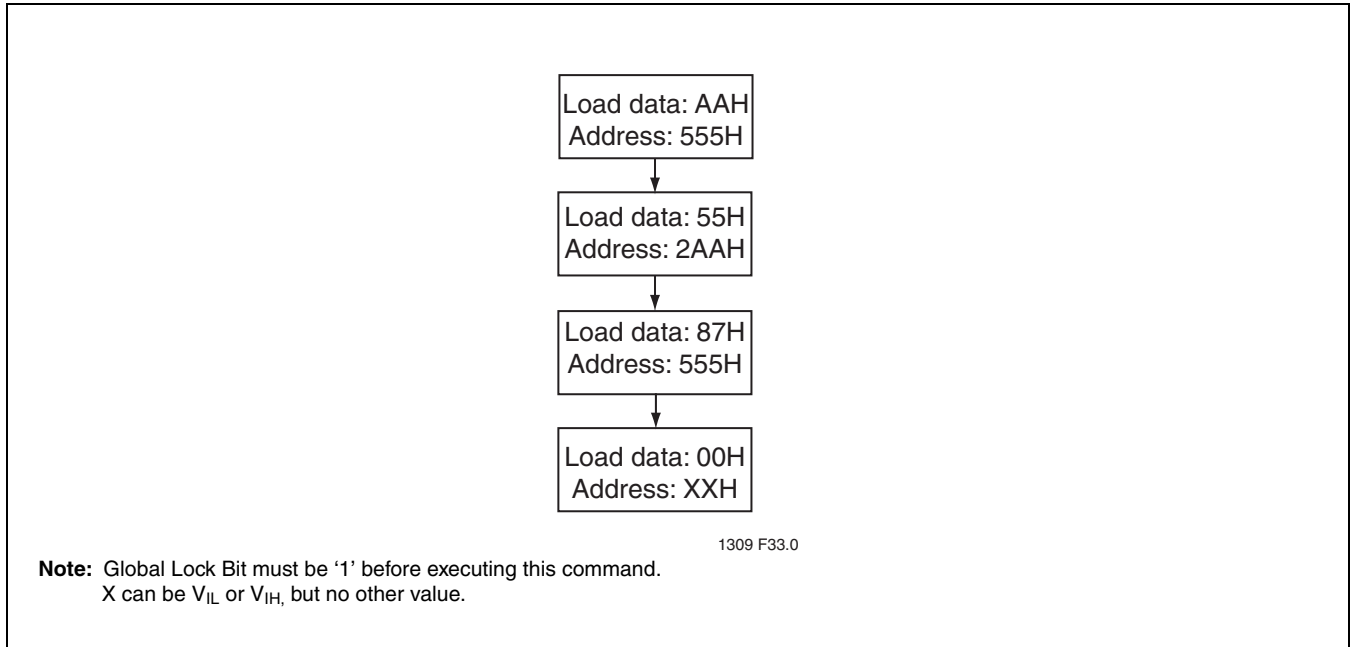 Load data: AAH
Address: 555H
Load data: 55H
Address: 2AAH
Load data: 87H
Address: 555H
Load data: 00H
Address: XXH
1309 F33.0
Note: Global Lock Bit must be ‘1’ before executing this command.
X can be VIL or VIH, but no other value.